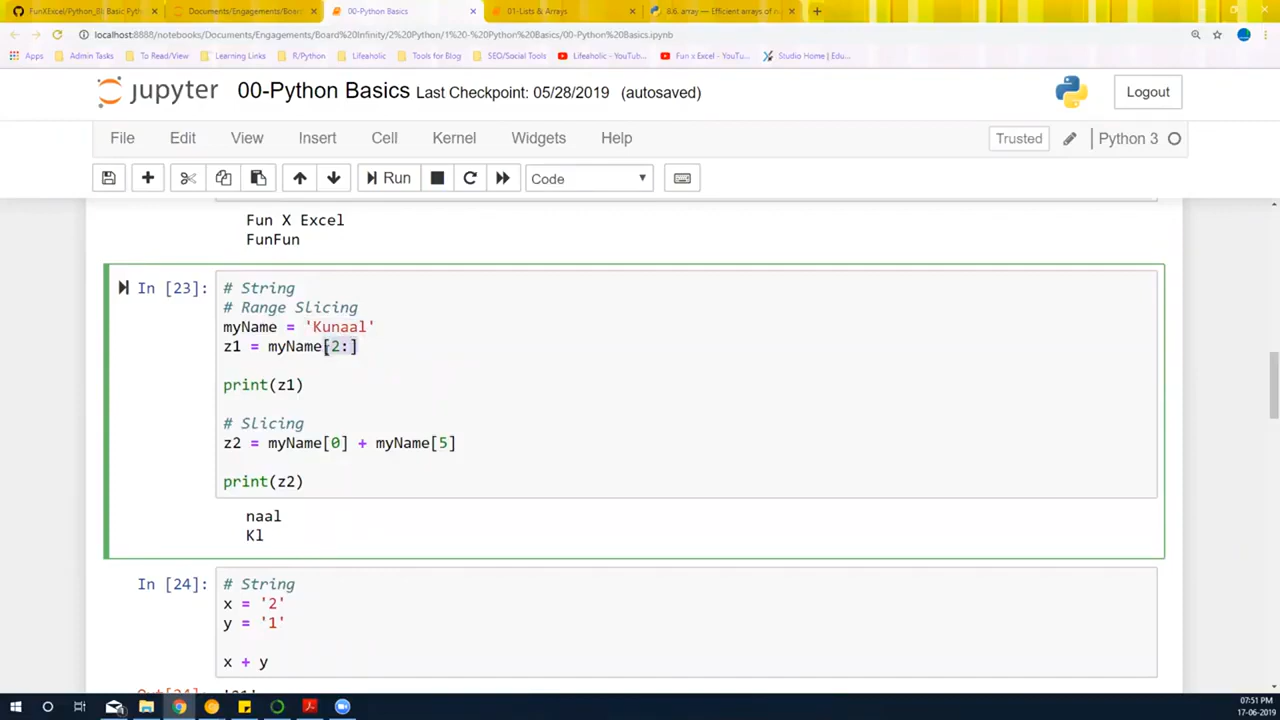 FunXExcel/Python_BI: Basic Pyth
Documents/Engagements/Board
00-Python Basics
01-Lists & Arrays
8.6. array — Efficient arrays of n
localhost:8888/notebooks/Documents/Engagements/Board%20Infinity/2%20Python/1%20-%20Python%20Basics/00-Python%20Basics.ipynb
Apps Admin Tasks To Read/View Learning Links R/Python Lifeaholic Tools for Blog SEO/Social Tools Lifeaholic - YouTub... Fun x Excel - YouTu... Studio Home | Edu...
jupyter 00-Python Basics Last Checkpoint: 05/28/2019 (autosaved) Logout
File Edit View Insert Cell Kernel Widgets Help Trusted Python 3
Run Code
Fun X Excel
FunFun
In [23]: # String
# Range Slicing
myName = 'Kunaal'
z1 = myName[2:]
print(z1)
# Slicing
z2 = myName[0] + myName[5]
print(z2)
naal
Kl
In [24]: # String
x = '2'
y = '1'
x + y
Out[24]: '21'
07:51 PM
17-06-2019